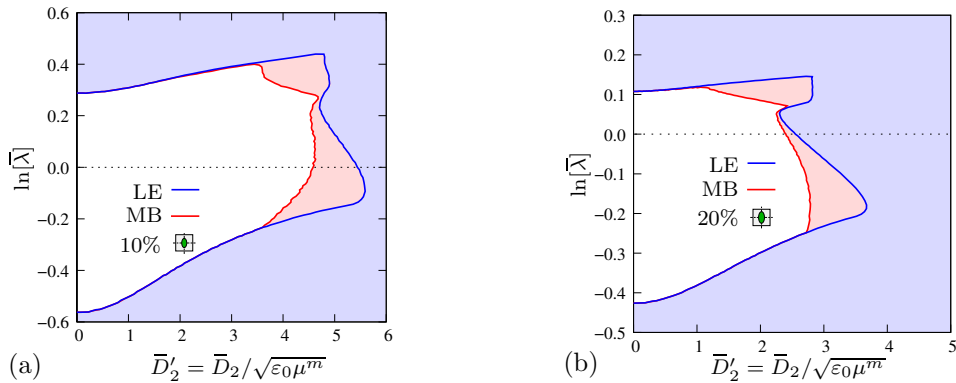 0.6
0.4
0.2
0.0
−0.2
−0.4
−0.6
ln[λ̅]
LE
MB
10%
0 1 2 3 4 5 6
(a)
D̅′₂ = D̅₂/√(ε₀μᵐ)
0.3
0.2
0.1
0.0
−0.1
−0.2
−0.3
−0.4
−0.5
ln[λ̅]
LE
MB
20%
0 1 2 3 4 5
(b)
D̅′₂ = D̅₂/√(ε₀μᵐ)